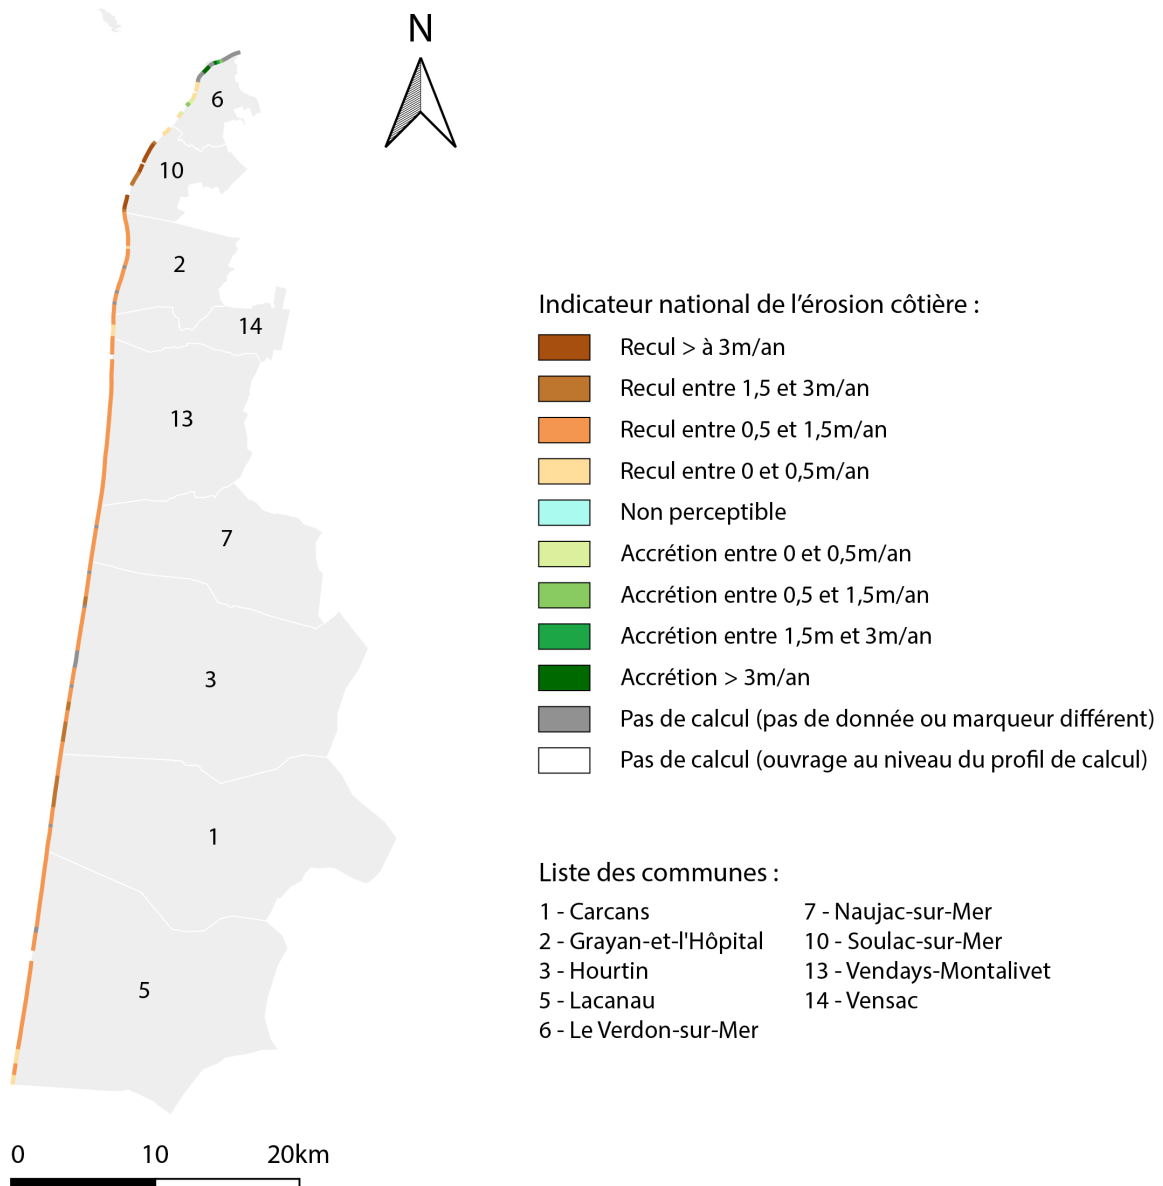 N
6
10
2
14
13
7
3
1
5
Indicateur national de l’érosion côtière :
Recul > à 3m/an
Recul entre 1,5 et 3m/an
Recul entre 0,5 et 1,5m/an
Recul entre 0 et 0,5m/an
Non perceptible
Accrétion entre 0 et 0,5m/an
Accrétion entre 0,5 et 1,5m/an
Accrétion entre 1,5m et 3m/an
Accrétion > 3m/an
Pas de calcul (pas de donnée ou marqueur différent)
Pas de calcul (ouvrage au niveau du profil de calcul)
Liste des communes :
1 - Carcans
2 - Grayan-et-l'Hôpital
3 - Hourtin
5 - Lacanau
6 - Le Verdon-sur-Mer
7 - Naujac-sur-Mer
10 - Soulac-sur-Mer
13 - Vendays-Montalivet
14 - Vensac
0 10 20km